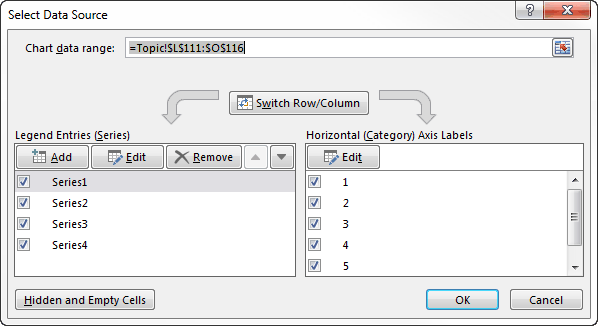 Select Data Source
?
Chart data range: =Topic!$L$111:$O$116
Switch Row/Column
Legend Entries (Series)
Horizontal (Category) Axis Labels
Add Edit Remove
Edit
Series1
1
Series2
2
Series3
3
Series4
4
5
Hidden and Empty Cells
OK
Cancel